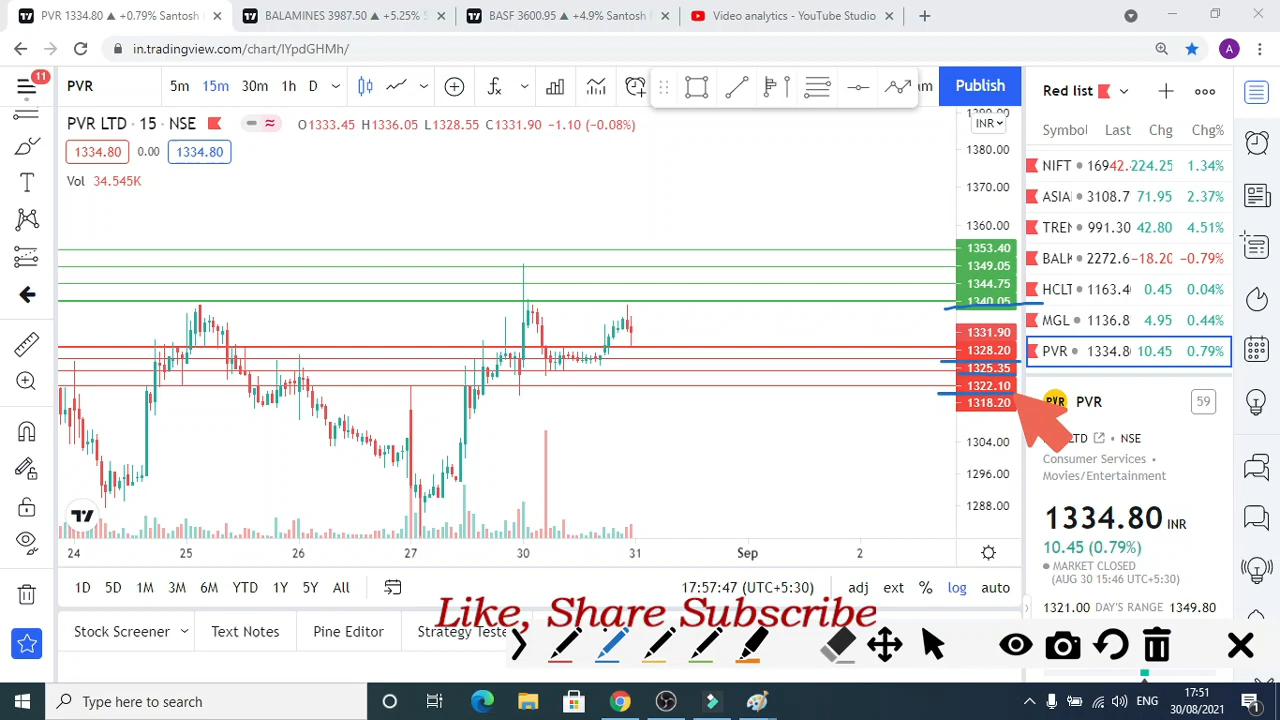 PVR 1334.80 ▲ +0.79% Santosh
BALAMINES 3987.50 ▲ +5.25% S
BASF 3600.95 ▲ +4.9% Santosh
Video analytics - YouTube Studio
in.tradingview.com/chart/IYpdGHMh/
A
11
PVR
5m 15m 30m 1h D
m
Publish
Red list
PVR LTD • 15 • NSE
1333.45 H1336.05 L1328.55 C1331.90 -1.10 (-0.08%)
1334.80 0.00 1334.80
Vol 34.545K
INR
1380.00
1370.00
1360.00
1353.40
1349.05
1344.75
1340.05
1331.90
1328.20
1325.35
1322.10
1318.20
1304.00
1296.00
1288.00
24 25 26 27 30 31 Sep 2
1D 5D 1M 3M 6M YTD 1Y 5Y All
17:57:47 (UTC+5:30) adj ext % log auto
Stock Screener Text Notes Pine Editor Strategy Teste
Like, Share Subscribe
Symbol Last Chg Chg%
NIFT 16942. 224.25 1.34%
ASIA 3108.7 71.95 2.37%
TREN 991.30 42.80 4.51%
BALK 2272.6 -18.20 -0.79%
HCLT 1163.4 0.45 0.04%
MGL 1136.8 4.95 0.44%
PVR 1334.8 10.45 0.79%
PVR 59
LTD • NSE
Consumer Services •
Movies/Entertainment
1334.80 INR
10.45 (0.79%)
MARKET CLOSED
(AUG 30 15:46 UTC+5:30)
1321.00 DAY'S RANGE 1349.80
Type here to search
ENG
17:51
30/08/2021
1